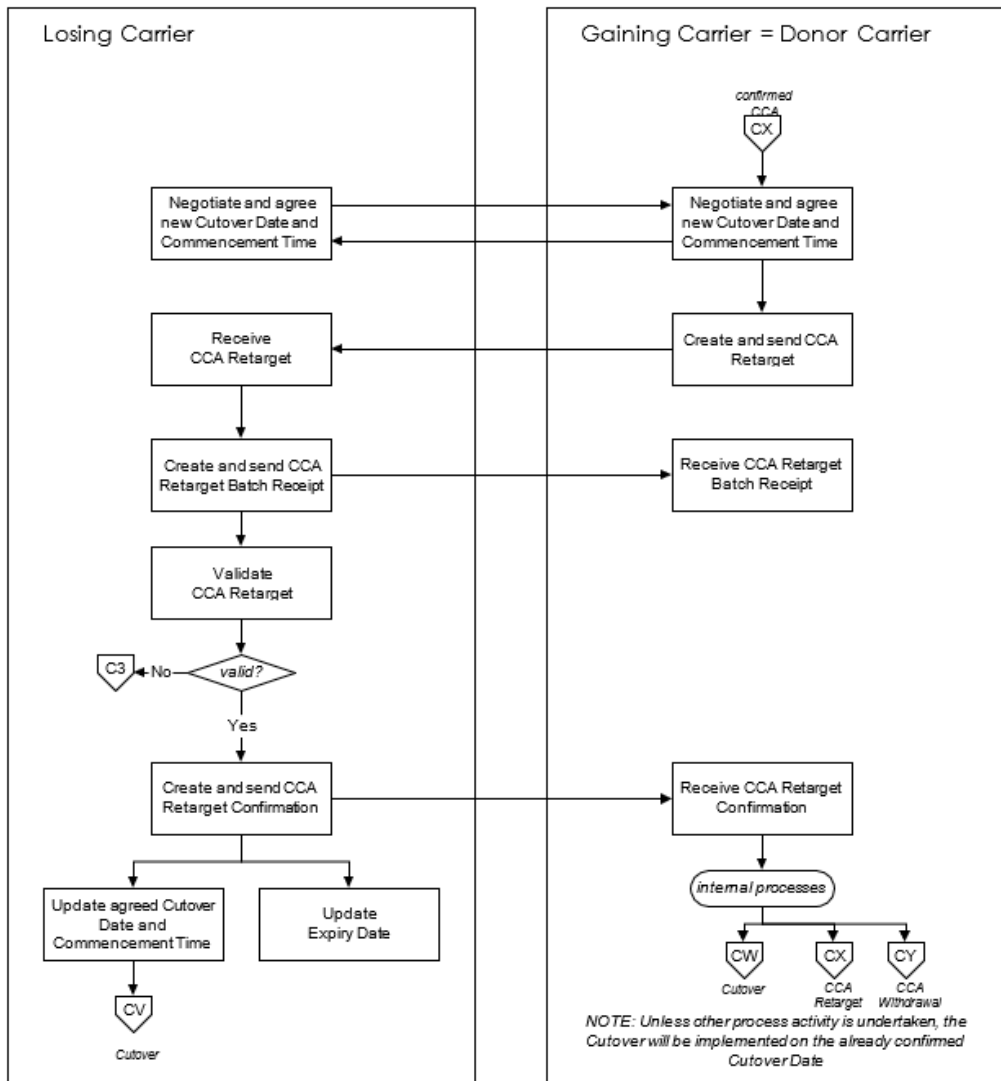 Losing Carrier
Gaining Carrier = Donor Carrier
confirmed
CCA
CX
Negotiate and agree
new Cutover Date and
Commencement Time
Negotiate and agree
new Cutover Date and
Commencement Time
Receive
CCA Retarget
Create and send CCA
Retarget
Create and send CCA
Retarget Batch Receipt
Receive CCA Retarget
Batch Receipt
Validate
CCA Retarget
C3
No
valid?
Yes
Create and send CCA
Retarget Confirmation
Receive CCA Retarget
Confirmation
internal processes
Update agreed Cutover
Date and
Commencement Time
Update
Expiry Date
CW
CX
CY
Cutover
CCA
Retarget
CCA
Withdrawal
CV
Cutover
NOTE: Unless other process activity is undertaken, the
Cutover will be implemented on the already confirmed
Cutover Date